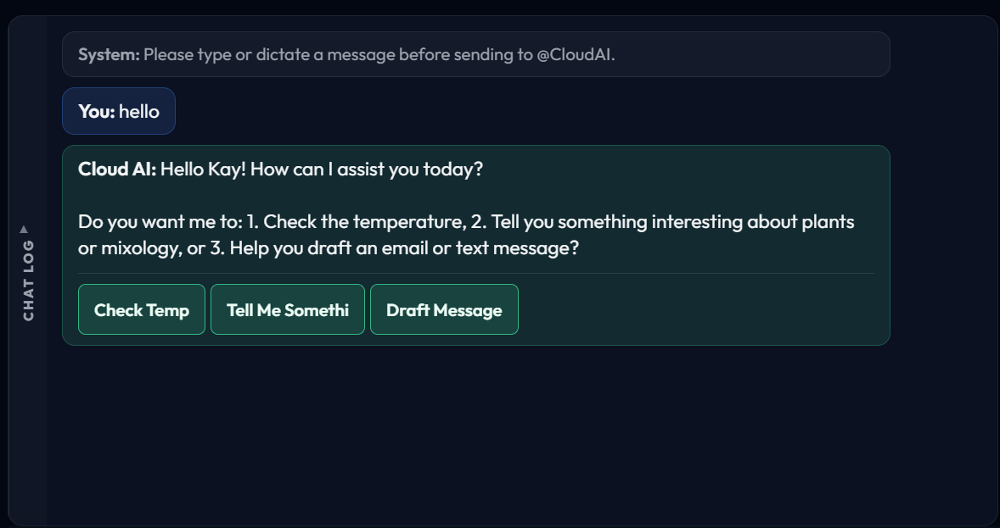 System: Please type or dictate a message before sending to @CloudAI.
You: hello
Cloud AI: Hello Kay! How can I assist you today?
Do you want me to: 1. Check the temperature, 2. Tell you something interesting about plants
or mixology, or 3. Help you draft an email or text message?
Check Temp
Tell Me Somethi
Draft Message
CHAT LOG ▲